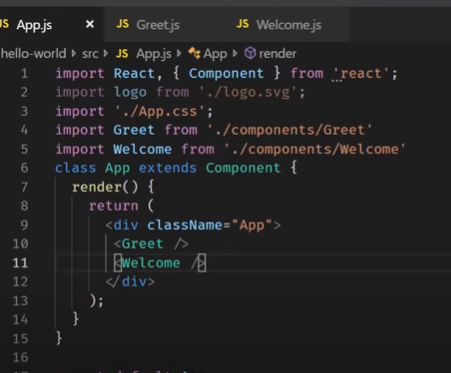 JS App.js × JS Greet.js JS Welcome.js
hello-world › src › JS App.js › App › render
1 import React, { Component } from 'react';
2 import logo from './logo.svg';
3 import './App.css';
4 import Greet from './components/Greet'
5 import Welcome from './components/Welcome'
6 class App extends Component {
7 render() {
8 return (
9 <div className="App">
10 <Greet />
11 <Welcome />
12 </div>
13 );
14 }
15 }
16